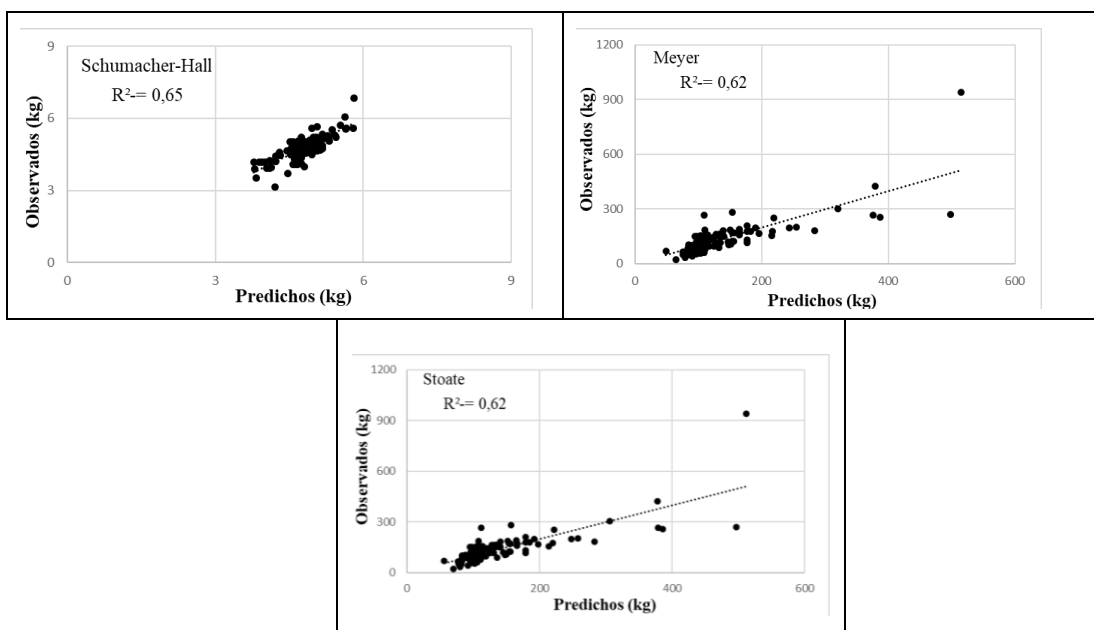 Schumacher-Hall
R²-= 0,65
Observados (kg)
9
6
3
0
0
3
6
9
Predichos (kg)
Meyer
R²-= 0,62
Observados (kg)
1200
900
600
300
0
0
200
400
600
Predichos (kg)
Stoate
R²-= 0,62
Observados (kg)
1200
900
600
300
0
0
200
400
600
Predichos (kg)